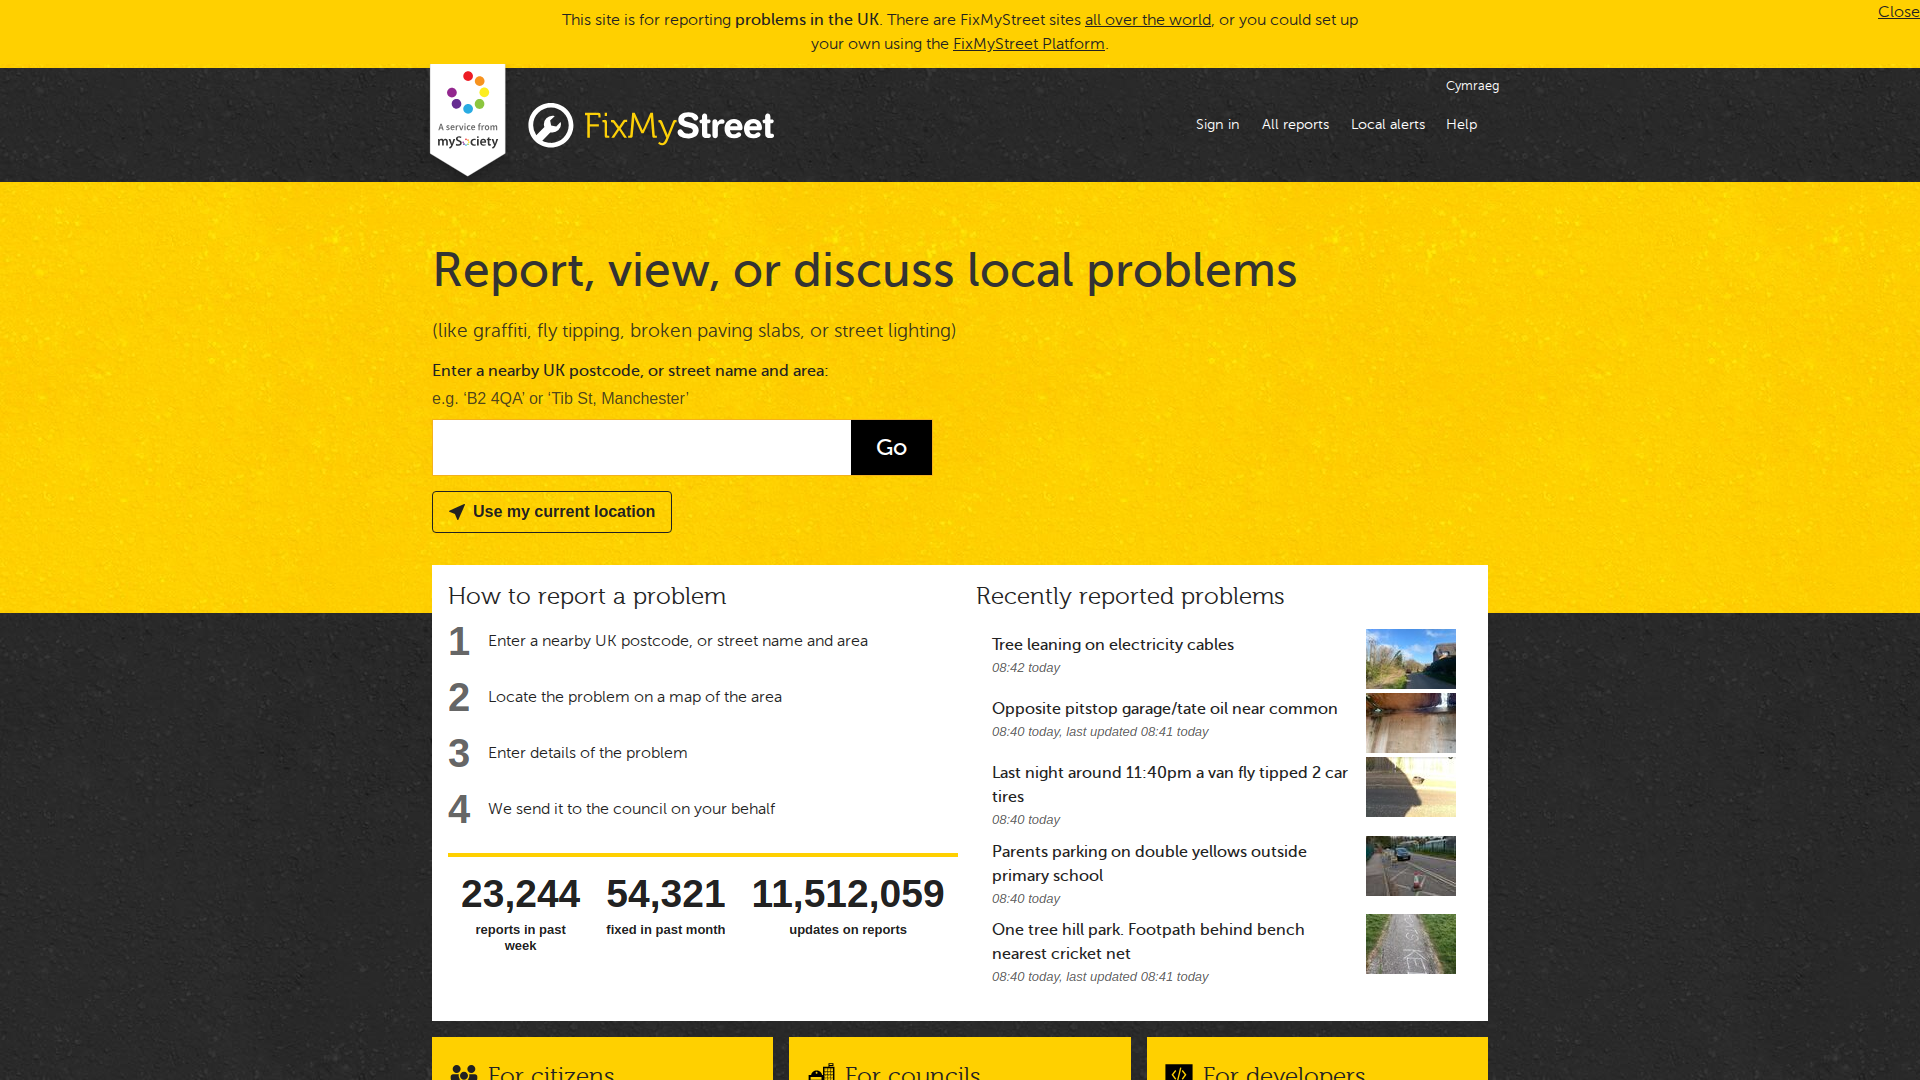 This site is for reporting problems in the UK. There are FixMyStreet sites all over the world, or you could set up
your own using the FixMyStreet Platform.
Close
A service from
mySociety
FixMyStreet
Cymraeg
Sign in
All reports
Local alerts
Help
Report, view, or discuss local problems
(like graffiti, fly tipping, broken paving slabs, or street lighting)
Enter a nearby UK postcode, or street name and area:
e.g. ‘B2 4QA’ or ‘Tib St, Manchester’
Go
Use my current location
How to report a problem
1 Enter a nearby UK postcode, or street name and area
2 Locate the problem on a map of the area
3 Enter details of the problem
4 We send it to the council on your behalf
23,244
reports in past
week
54,321
fixed in past month
11,512,059
updates on reports
Recently reported problems
Tree leaning on electricity cables
08:42 today
Opposite pitstop garage/tate oil near common
08:40 today, last updated 08:41 today
Last night around 11:40pm a van fly tipped 2 car
tires
08:40 today
Parents parking on double yellows outside
primary school
08:40 today
One tree hill park. Footpath behind bench
nearest cricket net
08:40 today, last updated 08:41 today
For citizens
For councils
For developers